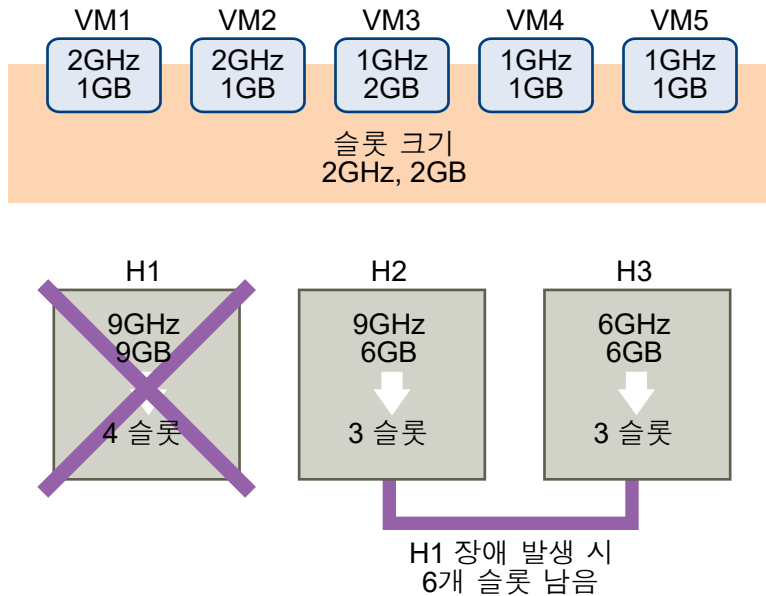 VM1 VM2 VM3 VM4 VM5
2GHz 2GHz 1GHz 1GHz 1GHz
1GB 1GB 2GB 1GB 1GB
슬롯 크기
2GHz, 2GB
H1 H2 H3
9GHz 9GHz 6GHz
9GB 6GB 6GB
4 슬롯 3 슬롯 3 슬롯
H1 장애 발생 시
6개 슬롯 남음